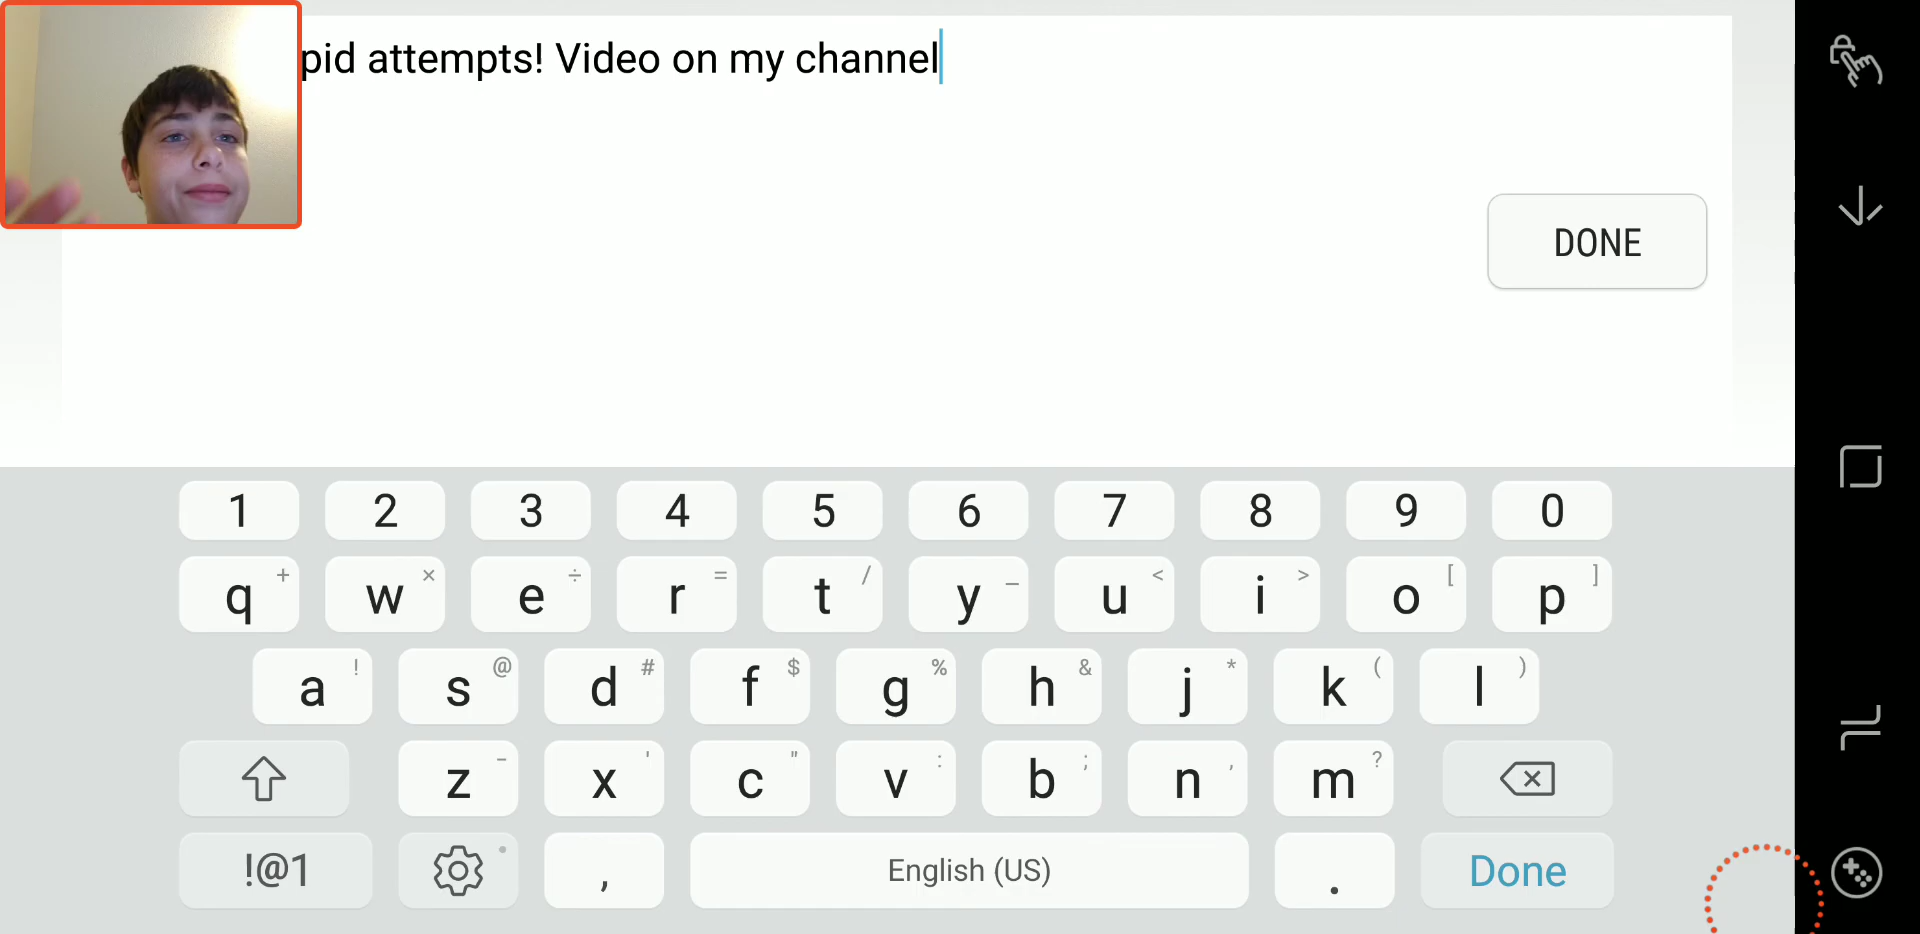 pid attempts! Video on my channel
DONE
1 2 3 4 5 6 7 8 9 0
q + w × e ÷ r = t / y _ u < i > o [ p ]
a ! s @ d # f $ g % h & j * k ( l )
z - x ' c " v : b ; n , m ?
!@1 , English (US) . Done